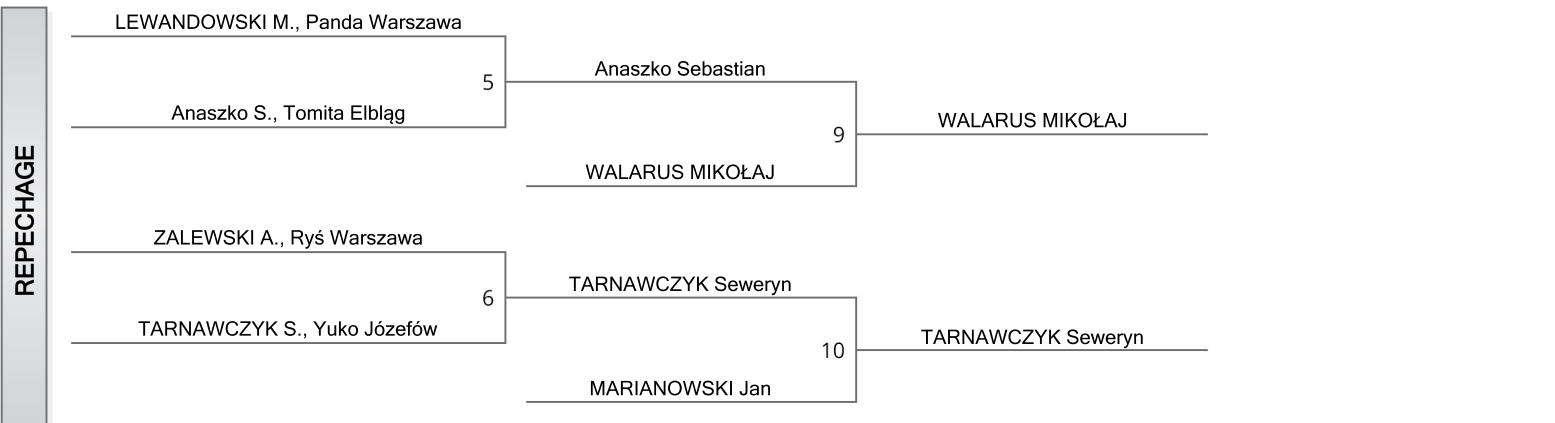 REPECHAGE
LEWANDOWSKI M., Panda Warszawa
5
Anaszko S., Tomita Elbląg
Anaszko Sebastian
9
WALARUS MIKOŁAJ
WALARUS MIKOŁAJ
ZALEWSKI A., Ryś Warszawa
6
TARNAWCZYK S., Yuko Józefów
TARNAWCZYK Seweryn
10
MARIANOWSKI Jan
TARNAWCZYK Seweryn